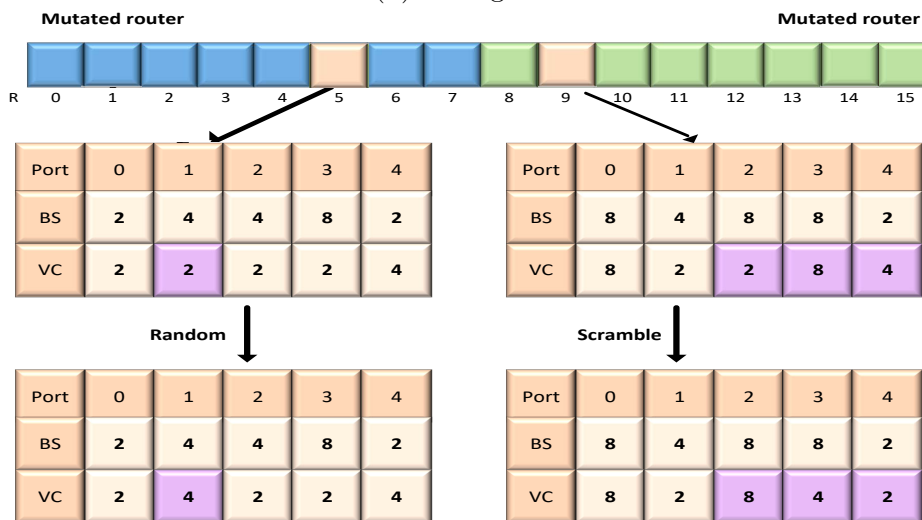 Mutated router Mutated router
R 0 1 2 3 4 5 6 7 8 9 10 11 12 13 14 15
Port 0 1 2 3 4 Port 0 1 2 3 4
BS 2 4 4 8 2 BS 8 4 8 8 2
VC 2 2 2 2 4 VC 8 2 2 8 4
Random Scramble
Port 0 1 2 3 4 Port 0 1 2 3 4
BS 2 4 4 8 2 BS 8 4 8 8 2
VC 2 4 2 2 4 VC 8 2 8 4 2